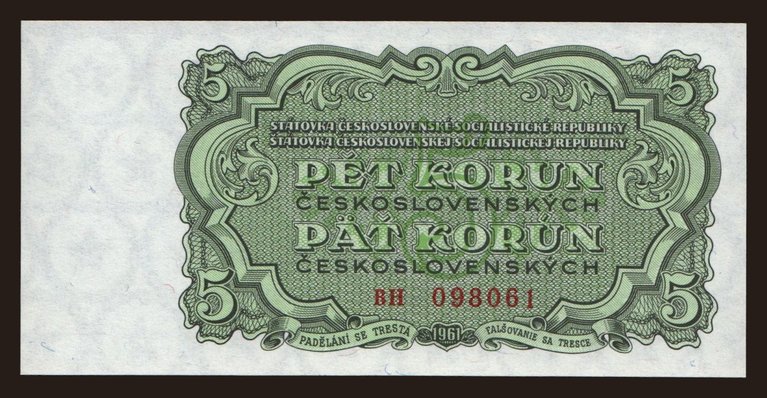 5 5
STÁTOVKA ČESKOSLOVENSKÉ SOCIALISTICKÉ REPUBLIKY
ŠTÁTOVKA ČESKOSLOVENSKEJ SOCIALISTICKEJ REPUBLIKY
PĚT KORUN
ČESKOSLOVENSKÝCH
PÄŤ KORÚN
ČESKOSLOVENSKÝCH
5 BH 098061 5
PADĚLÁNÍ SE TRESTÁ 1961 FALŠOVANIE SA TRESCE